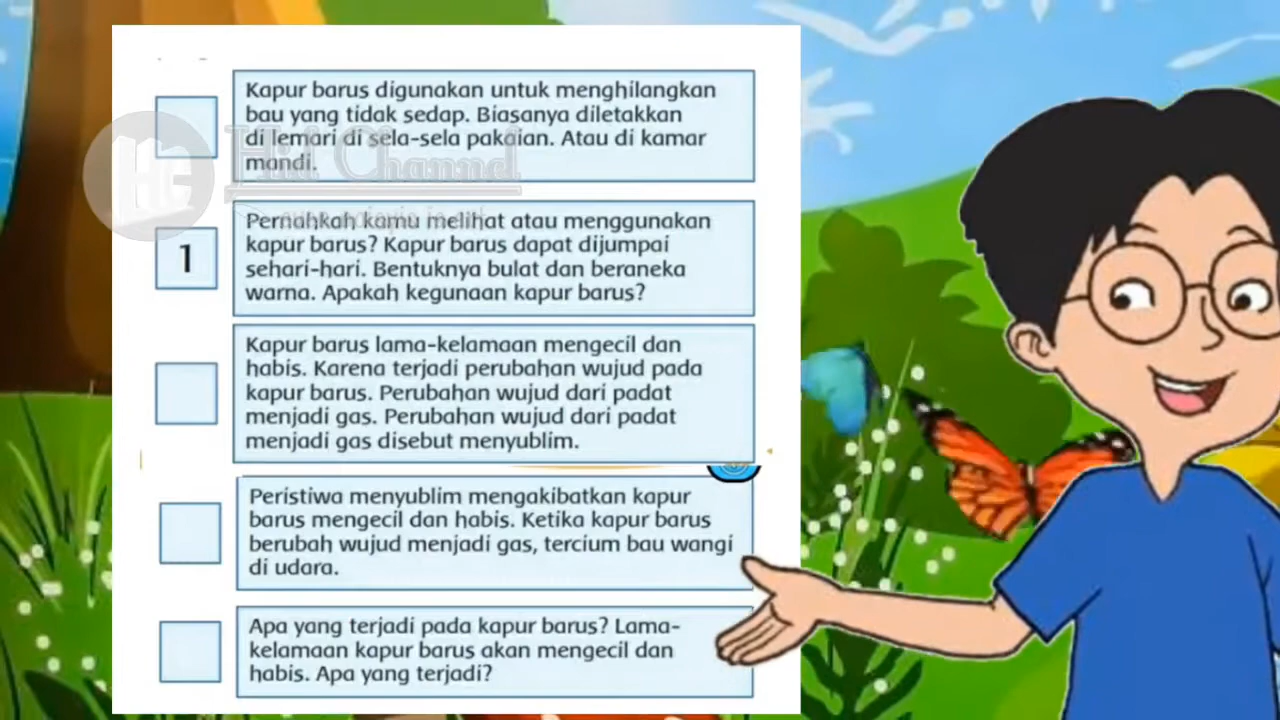 Kapur barus digunakan untuk menghilangkan
bau yang tidak sedap. Biasanya diletakkan
di lemari di sela-sela pakaian. Atau di kamar
mandi.
HC
Hid Channel
1
Pernahkah kamu melihat atau menggunakan
kapur barus? Kapur barus dapat dijumpai
sehari-hari. Bentuknya bulat dan beraneka
warna. Apakah kegunaan kapur barus?
Kapur barus lama-kelamaan mengecil dan
habis. Karena terjadi perubahan wujud pada
kapur barus. Perubahan wujud dari padat
menjadi gas. Perubahan wujud dari padat
menjadi gas disebut menyublim.
Peristiwa menyublim mengakibatkan kapur
barus mengecil dan habis. Ketika kapur barus
berubah wujud menjadi gas, tercium bau wangi
di udara.
Apa yang terjadi pada kapur barus? Lama-
kelamaan kapur barus akan mengecil dan
habis. Apa yang terjadi?